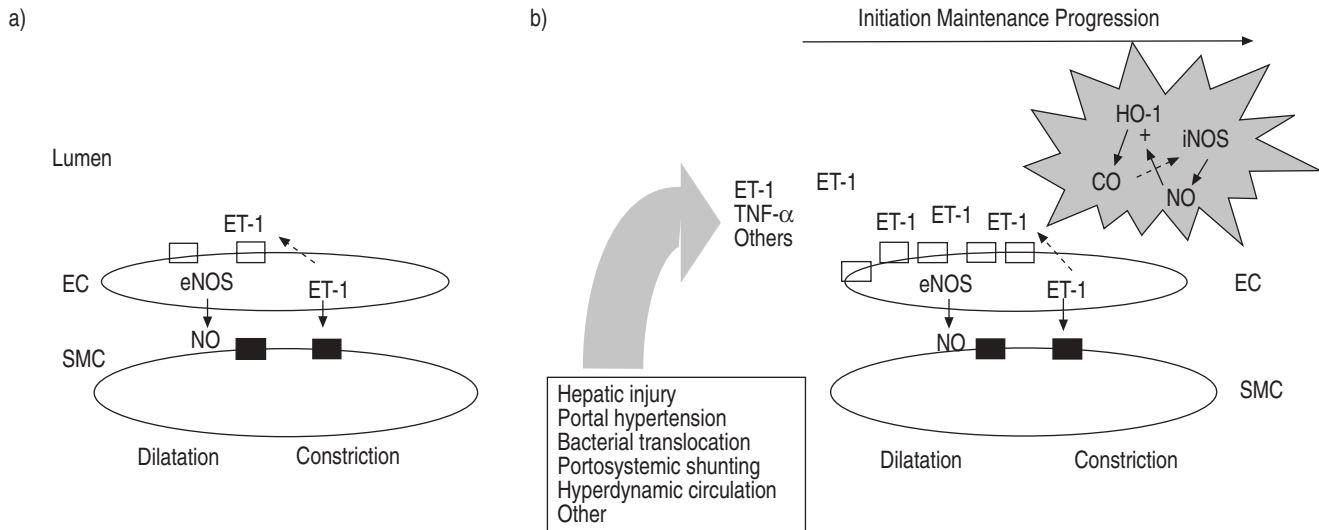 a)
Lumen
ET-1
EC
eNOS
ET-1
NO
SMC
Dilatation
Constriction
b)
Initiation Maintenance Progression
HO-1
+
iNOS
CO
NO
ET-1
TNF-α
Others
ET-1
ET-1
ET-1
ET-1
eNOS
ET-1
EC
NO
SMC
Hepatic injury
Portal hypertension
Bacterial translocation
Portosystemic shunting
Hyperdynamic circulation
Other
Dilatation
Constriction